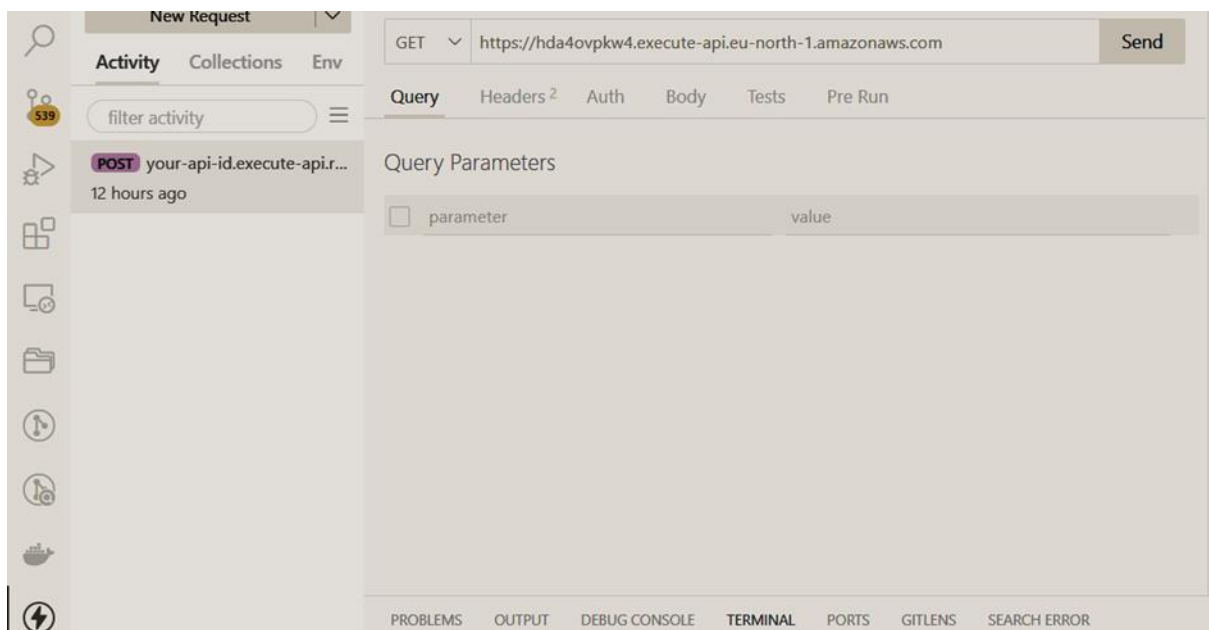 New Request
Activity Collections Env
filter activity
POST your-api-id.execute-api.r...
12 hours ago
539
GET https://hda4ovpkw4.execute-api.eu-north-1.amazonaws.com Send
Query Headers 2 Auth Body Tests Pre Run
Query Parameters
parameter value
PROBLEMS OUTPUT DEBUG CONSOLE TERMINAL PORTS GITLENS SEARCH ERROR